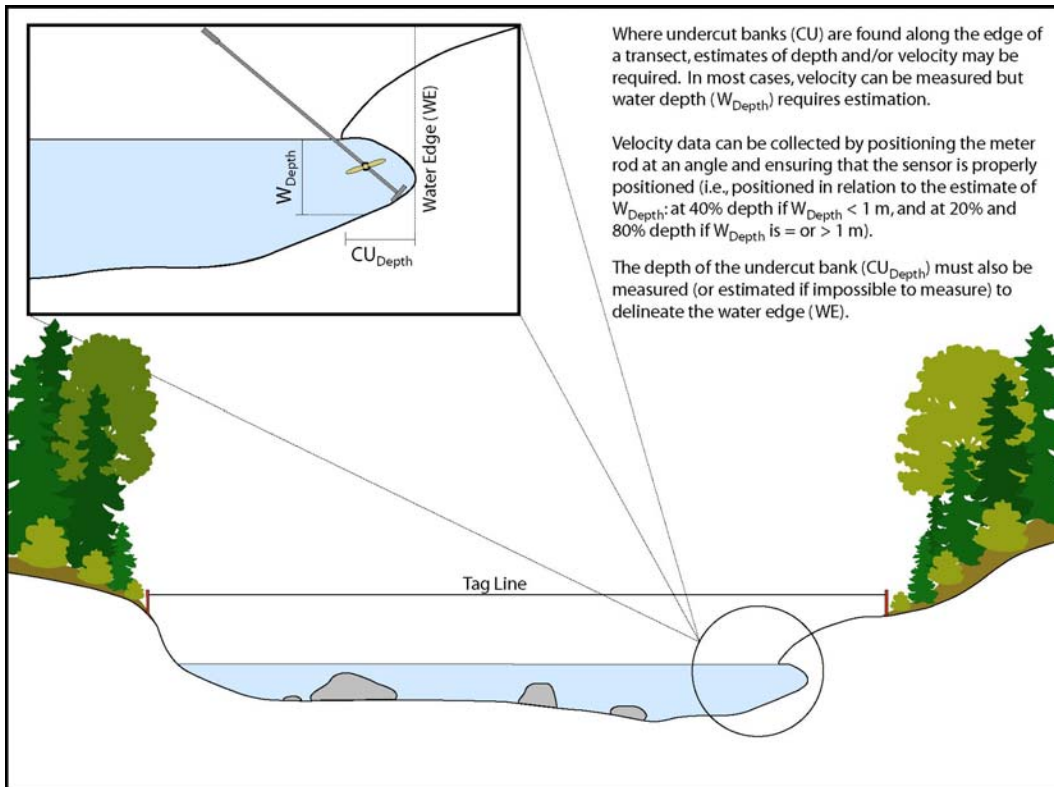 Where undercut banks (CU) are found along the edge of
a transect, estimates of depth and/or velocity may be
required. In most cases, velocity can be measured but
water depth (WDepth) requires estimation.
Velocity data can be collected by positioning the meter
rod at an angle and ensuring that the sensor is properly
positioned (i.e., positioned in relation to the estimate of
WDepth: at 40% depth if WDepth < 1 m, and at 20% and
80% depth if WDepth is = or > 1 m).
The depth of the undercut bank (CUDepth) must also be
measured (or estimated if impossible to measure) to
delineate the water edge (WE).
WDepth
Water Edge (WE)
CUDepth
Tag Line